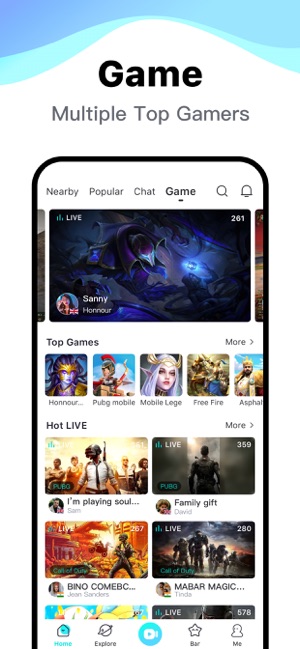 Game
Multiple Top Gamers
Nearby Popular Chat Game
LIVE 261
Sanny
Honnour
Top Games More >
Honnour... Pubg mobile Mobile Lege Free Fire Asphal
Hot LIVE More >
LIVE 359
PUBG
I'm playing soul... Family gift
Sam David
LIVE 267 LIVE 280
Call of Duty Call of Duty
BINO COMEBC... MABAR MAGIC...
Jean Sanders Tinda
LIVE 578
Home Explore Bar Me